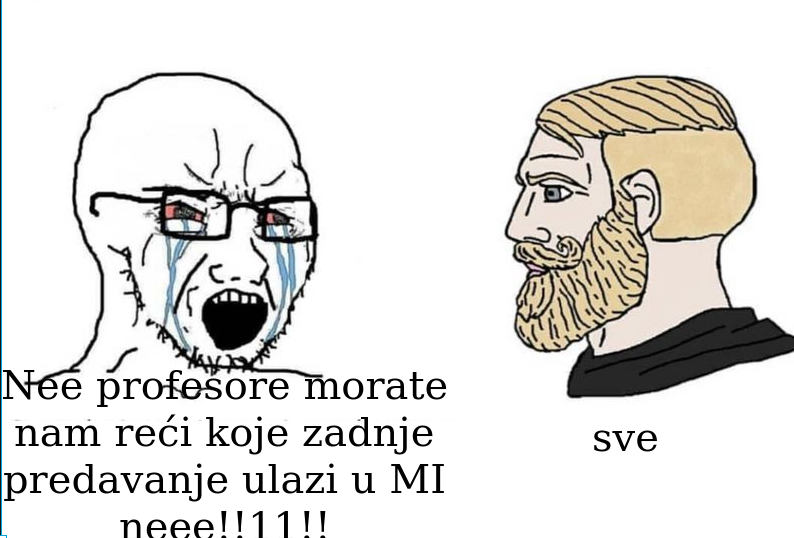 Nee profesore morate
nam reći koje zadnje
predavanje ulazi u MI
neee!!11!!
sve